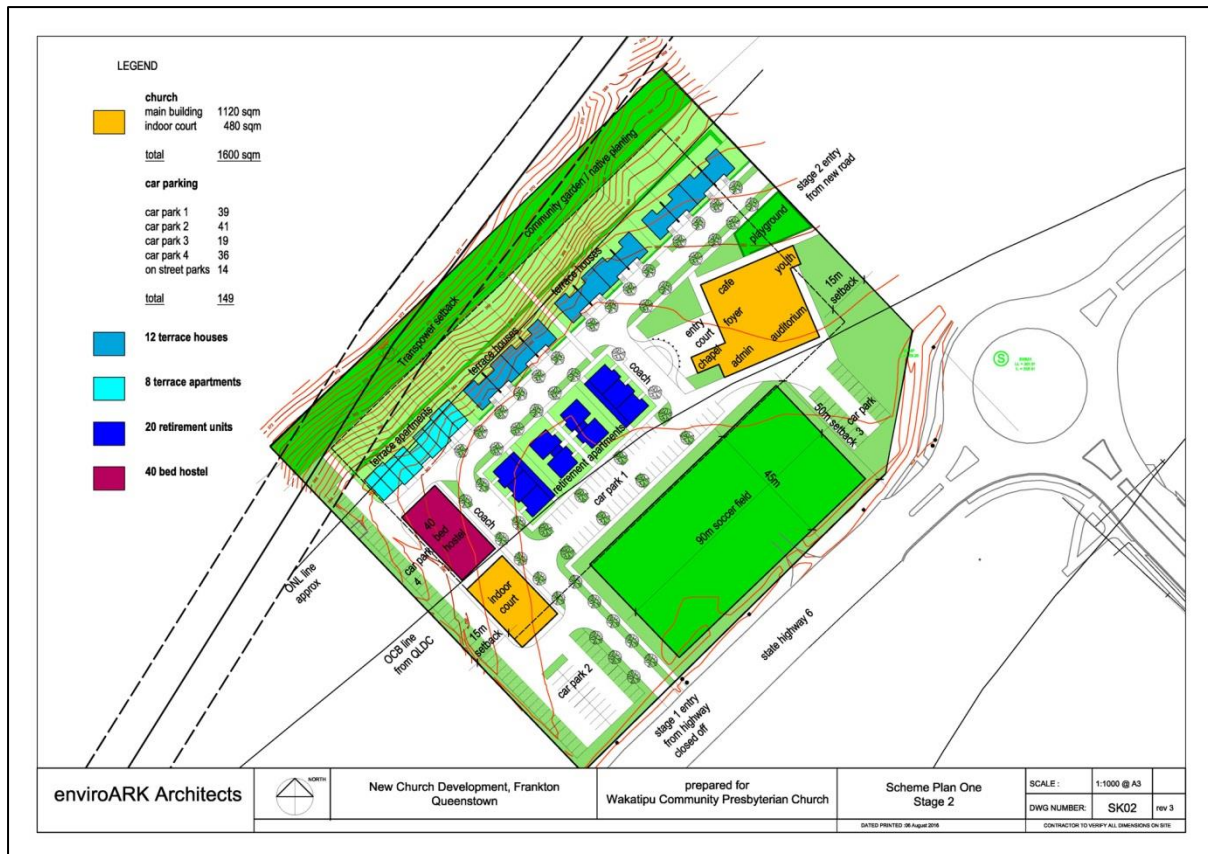 LEGEND
church
main building 1120 sqm
indoor court 480 sqm
total 1600 sqm
car parking
car park 1 39
car park 2 41
car park 3 19
car park 4 36
on street parks 14
total 149
12 terrace houses
8 terrace apartments
20 retirement units
40 bed hostel
community garden / native planting
Transpower setback
stage 2 entry
from new road
playground
terrace houses
terrace houses
terrace apartments
cafe
youth
foyer
auditorium
entry
court
chapel
admin
15m
setback
coach
retirement apartments
car park 1
50m setback
car park
3
45m
90m soccer field
40
bed
hostel
coach
car park
4
indoor
court
15m
setback
car park 2
ONL line
approx
OCB line
from QLDC
state highway 6
stage 1 entry
from highway
closed off
S
enviroARK Architects
NORTH
New Church Development, Frankton
Queenstown
prepared for
Wakatipu Community Presbyterian Church
Scheme Plan One
Stage 2
DATED PRINTED :06 August 2016
SCALE : 1:1000 @ A3
DWG NUMBER: SK02 rev 3
CONTRACTOR TO VERIFY ALL DIMENSIONS ON SITE